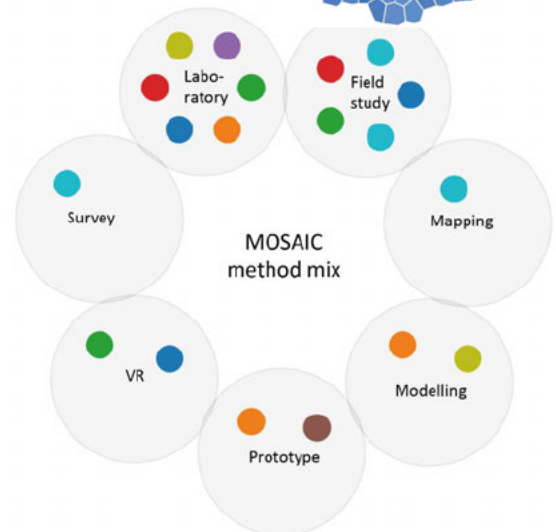 Labo-
ratory
Field
study
Survey
Mapping
MOSAIC
method mix
VR
Modelling
Prototype